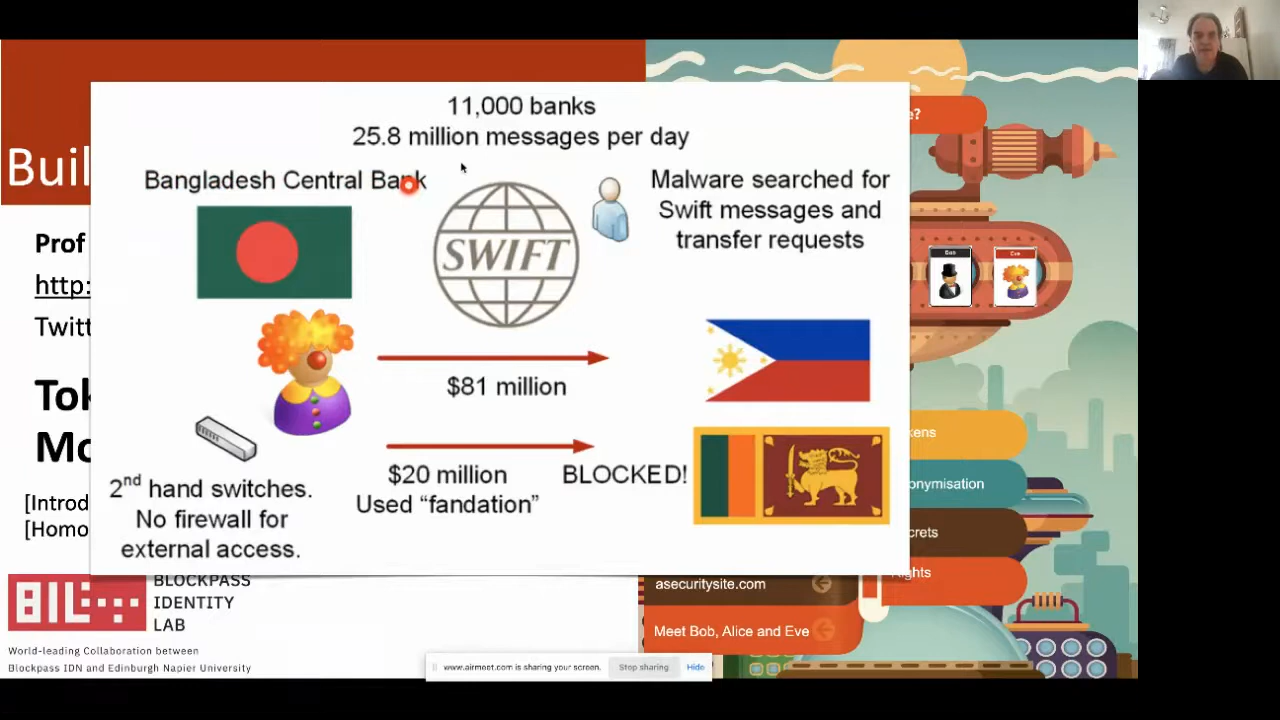 11,000 banks
25.8 million messages per day
Bangladesh Central Bank
SWIFT
Malware searched for
Swift messages and
transfer requests
$81 million
$20 million
Used “fandation”
BLOCKED!
2nd hand switches.
No firewall for
external access.
Buil
Prof
http:
Twitt
Tok
Mo
[Introd
[Homo
BLOCKPASS
IDENTITY
LAB
World-leading Collaboration between
Blockpass IDN and Edinburgh Napier University
e?
Bob
Eve
kens
onymisation
crets
Rights
asecuritysite.com
Meet Bob, Alice and Eve
www.airmeet.com is sharing your screen.
Stop sharing
Hide